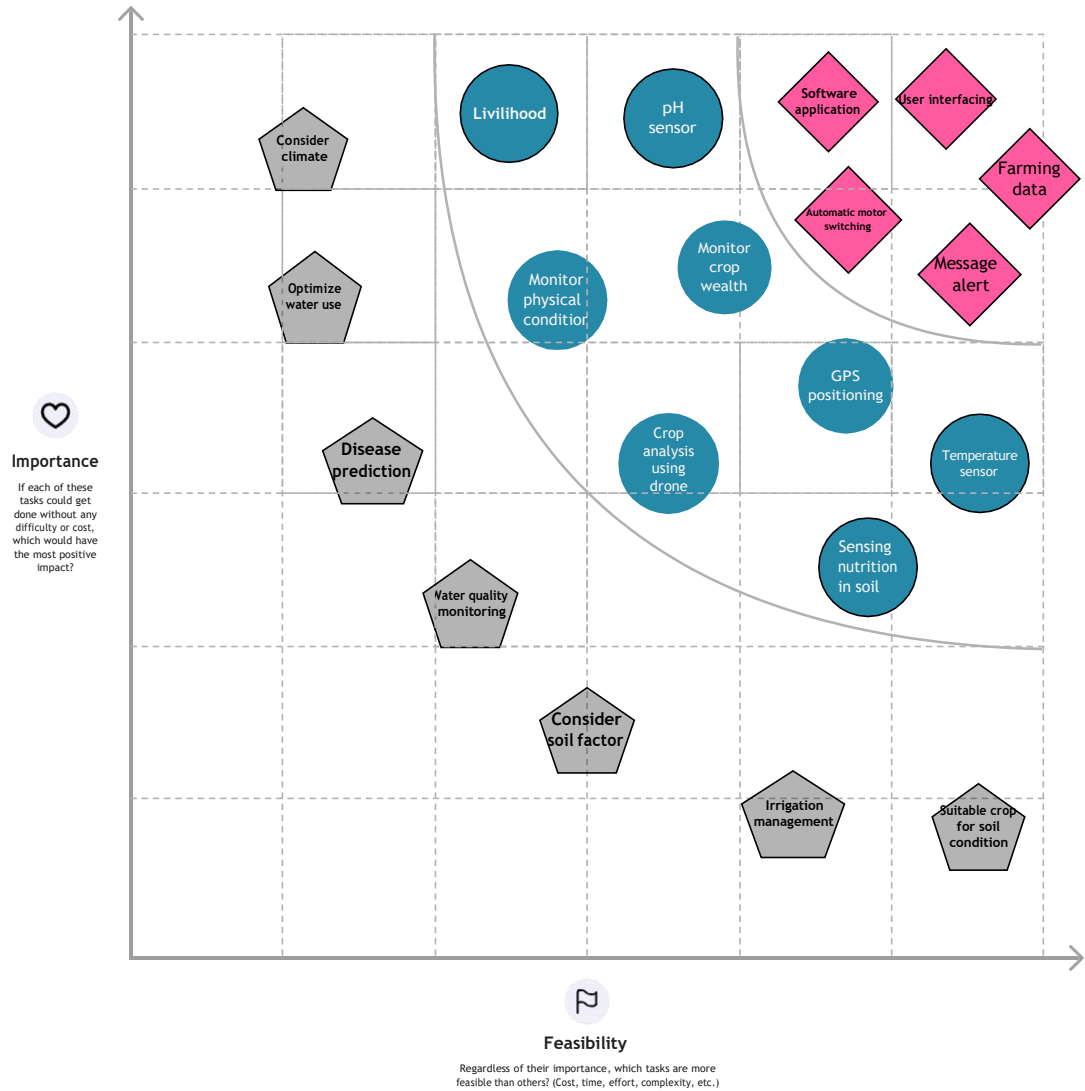 Livilihood
pH
sensor
Software
application
User interfacing
Consider
climate
Farming
data
Automatic motor
switching
Monitor
crop
wealth
Message
alert
Monitor
physical
condition
Optimize
water use
GPS
positioning
Crop
analysis
using
drone
Temperature
sensor
Disease
prediction
Importance
If each of these
tasks could get
done without any
difficulty or cost,
which would have
the most positive
impact?
Sensing
nutrition
in soil
Water quality
monitoring
Consider
soil factor
Irrigation
management
Suitable crop
for soil
condition
Feasibility
Regardless of their importance, which tasks are more
feasible than others? (Cost, time, effort, complexity, etc.)